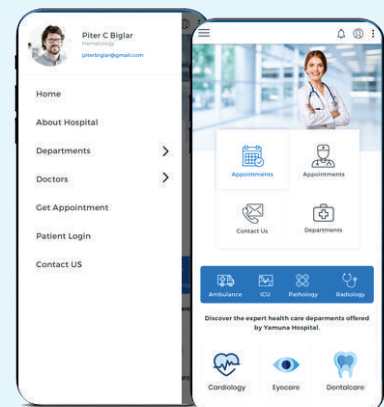 Piter C Biglar
Hematology
piterbiglar@gmail.com
Home
About Hospital
Departments
Doctors
Get Appointment
Patient Login
Contact US
Appointments
Appointments
Contact Us
Departments
Ambulance
ICU
Pathology
Radiology
Discover the expert health care deparments offered
by Yamuna Hospital.
Cardiology
Eyecare
Dentalcare